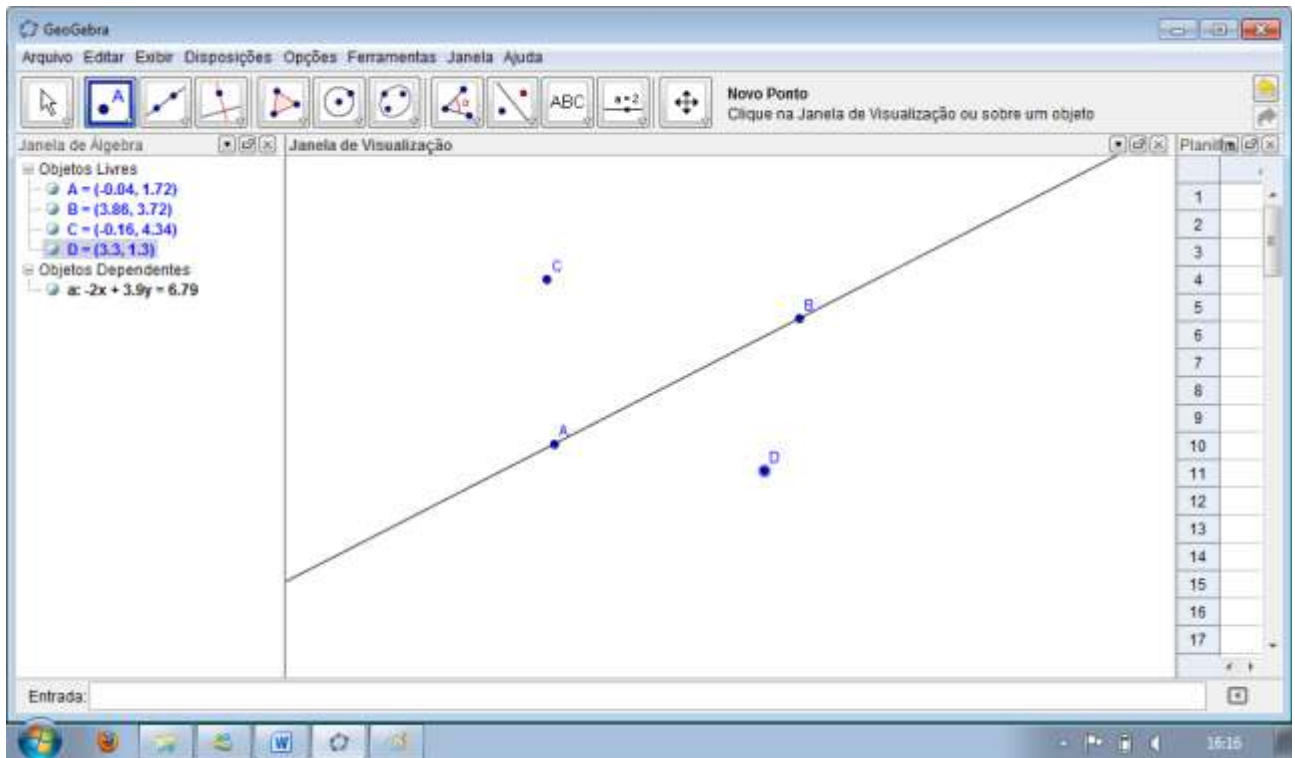 GeoGebra
Arquivo Editar Exibir Disposições Opções Ferramentas Janela Ajuda
A
ABC
a=2
Novo Ponto
Clique na Janela de Visualização ou sobre um objeto
Janela de Álgebra
Janela de Visualização
Objetos Livres
A = (-0.04, 1.72)
B = (3.86, 3.72)
C = (-0.16, 4.34)
D = (3.3, 1.3)
Objetos Dependentes
a: -2x + 3.9y = 6.79
C
B
A
D
1
2
3
4
5
6
7
8
9
10
11
12
13
14
15
16
17
Entrada:
W
16:16